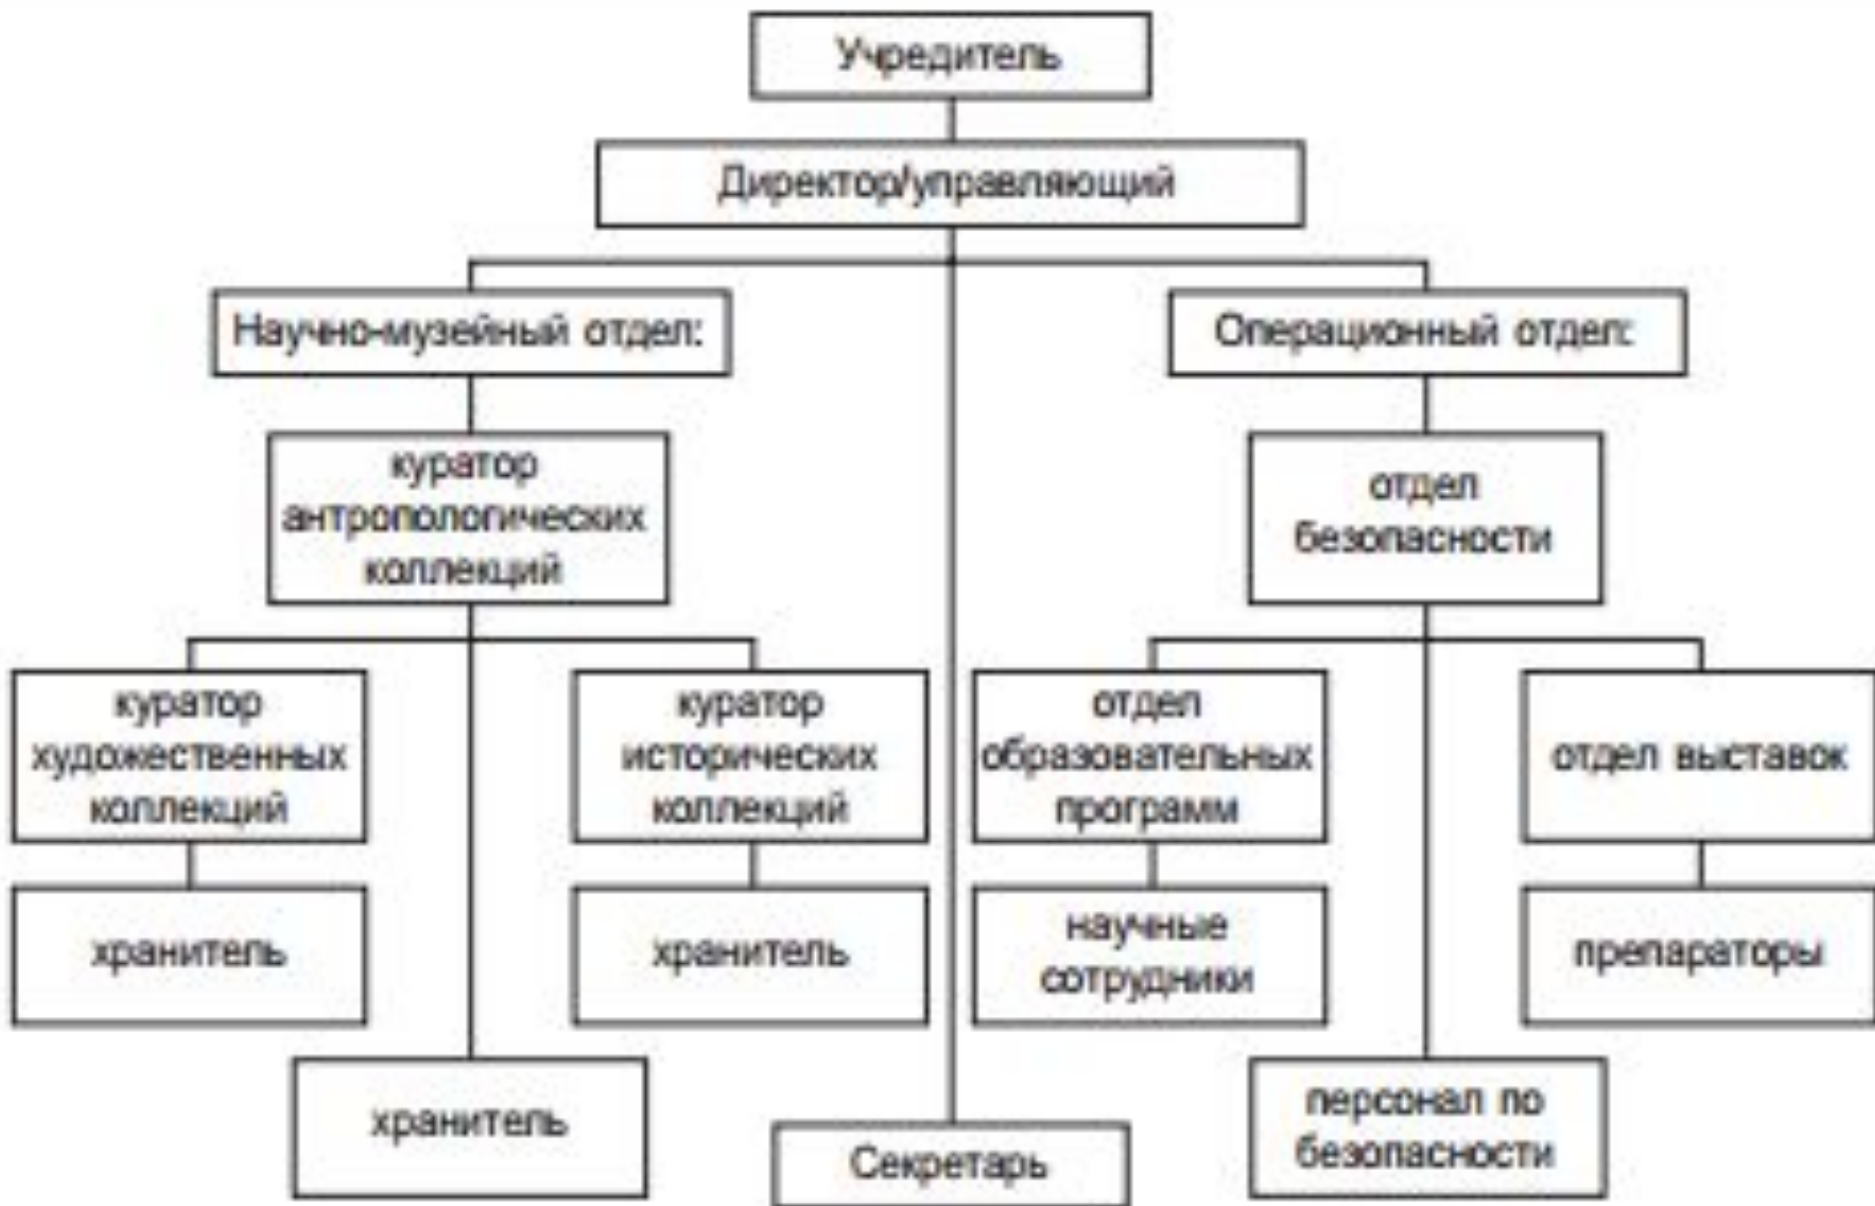 Учредитель
Директор/управляющий
Научно-музейный отдел:
Операционный отдел:
куратор
антропологических
коллекций
отдел
безопасности
куратор
художественных
коллекций
куратор
исторических
коллекций
отдел
образовательных
программ
отдел выставок
хранитель
хранитель
научные
сотрудники
препараторы
хранитель
Секретарь
персонал по
безопасности